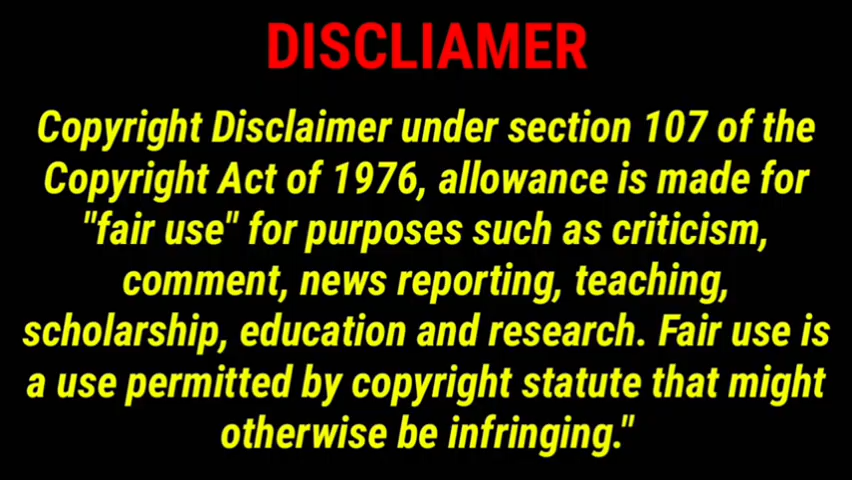 DISCLIAMER
Copyright Disclaimer under section 107 of the
Copyright Act of 1976, allowance is made for
"fair use" for purposes such as criticism,
comment, news reporting, teaching,
scholarship, education and research. Fair use is
a use permitted by copyright statute that might
otherwise be infringing."